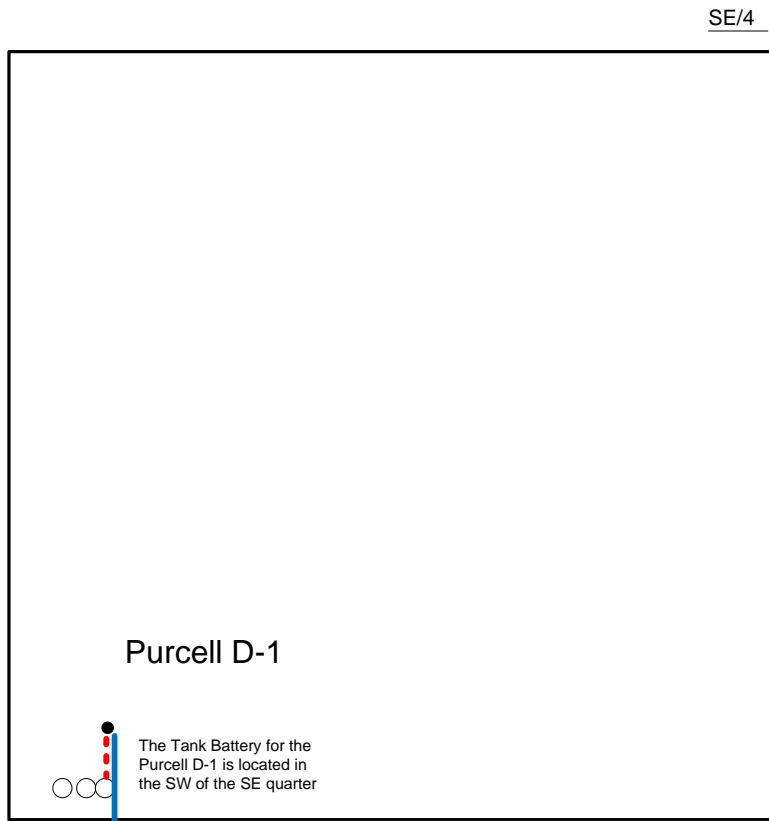 SE/4
Purcell D-1
The Tank Battery for the
Purcell D-1 is located in
the SW of the SE quarter